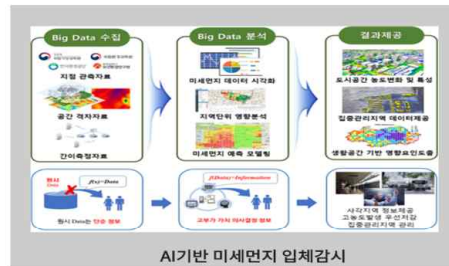 Big Data 수집
Big Data 분석
결과제공
지점 관측자료
공간 격자자료
간이측정자료
미세먼지 데이터 시각화
지역단위 영향분석
미세먼지 예측 모델링
도시공간 농도변화 및 특성
집중관리지역 데이터제공
생활공간 기반 영향요인도출
원시
Data
f(x)=Data
원시 Data는 단순 정보
f(Data)=Information
고부가 가치 의사결정 정보
사각지역 정보제공
고농도발생 우선저감
집중관리지역 관리
AI기반 미세먼지 입체감시